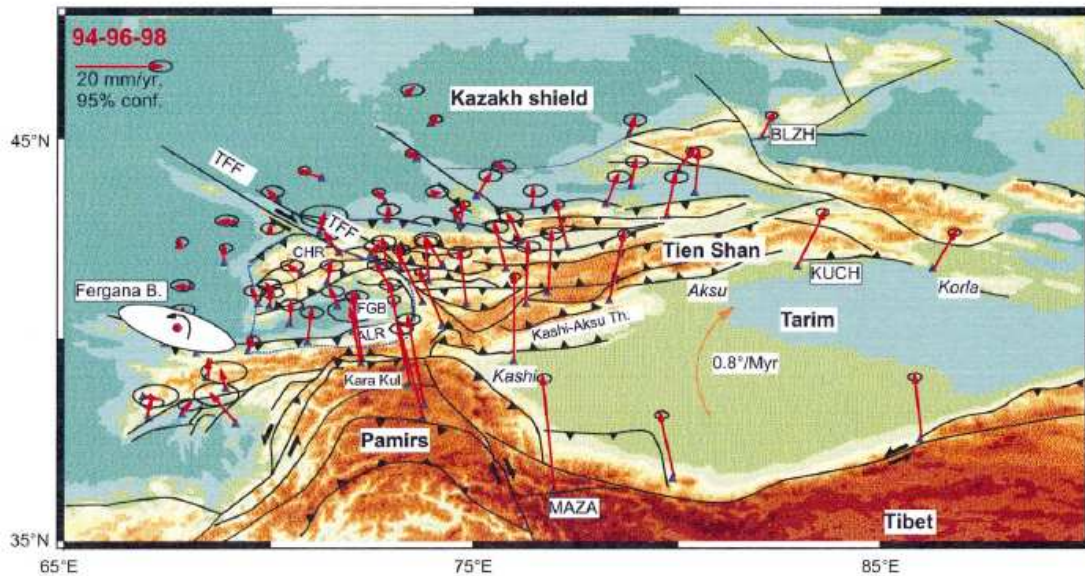 94-96-98
20 mm/yr,
95% conf.
Kazakh shield
45°N
BLZH
TFF
TFF
CHR
Tien Shan
KUCH
Fergana B.
Aksu
Korla
FGB
ALR
Kashi-Aksu Th.
Tarim
Kara Kul
Kashi
0.8°/Myr
Pamirs
MAZA
Tibet
35°N
65°E
75°E
85°E